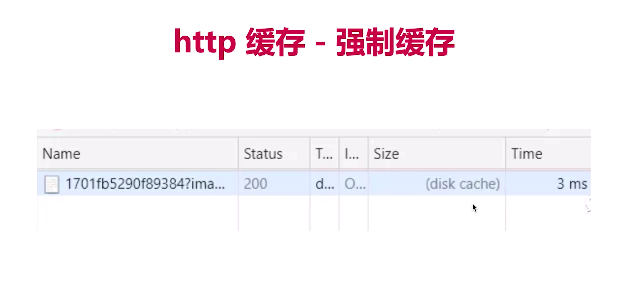 http 缓存 - 强制缓存
Name Status T... I... Size Time
1701fb5290f89384?ima... 200 d... O... (disk cache) 3 ms